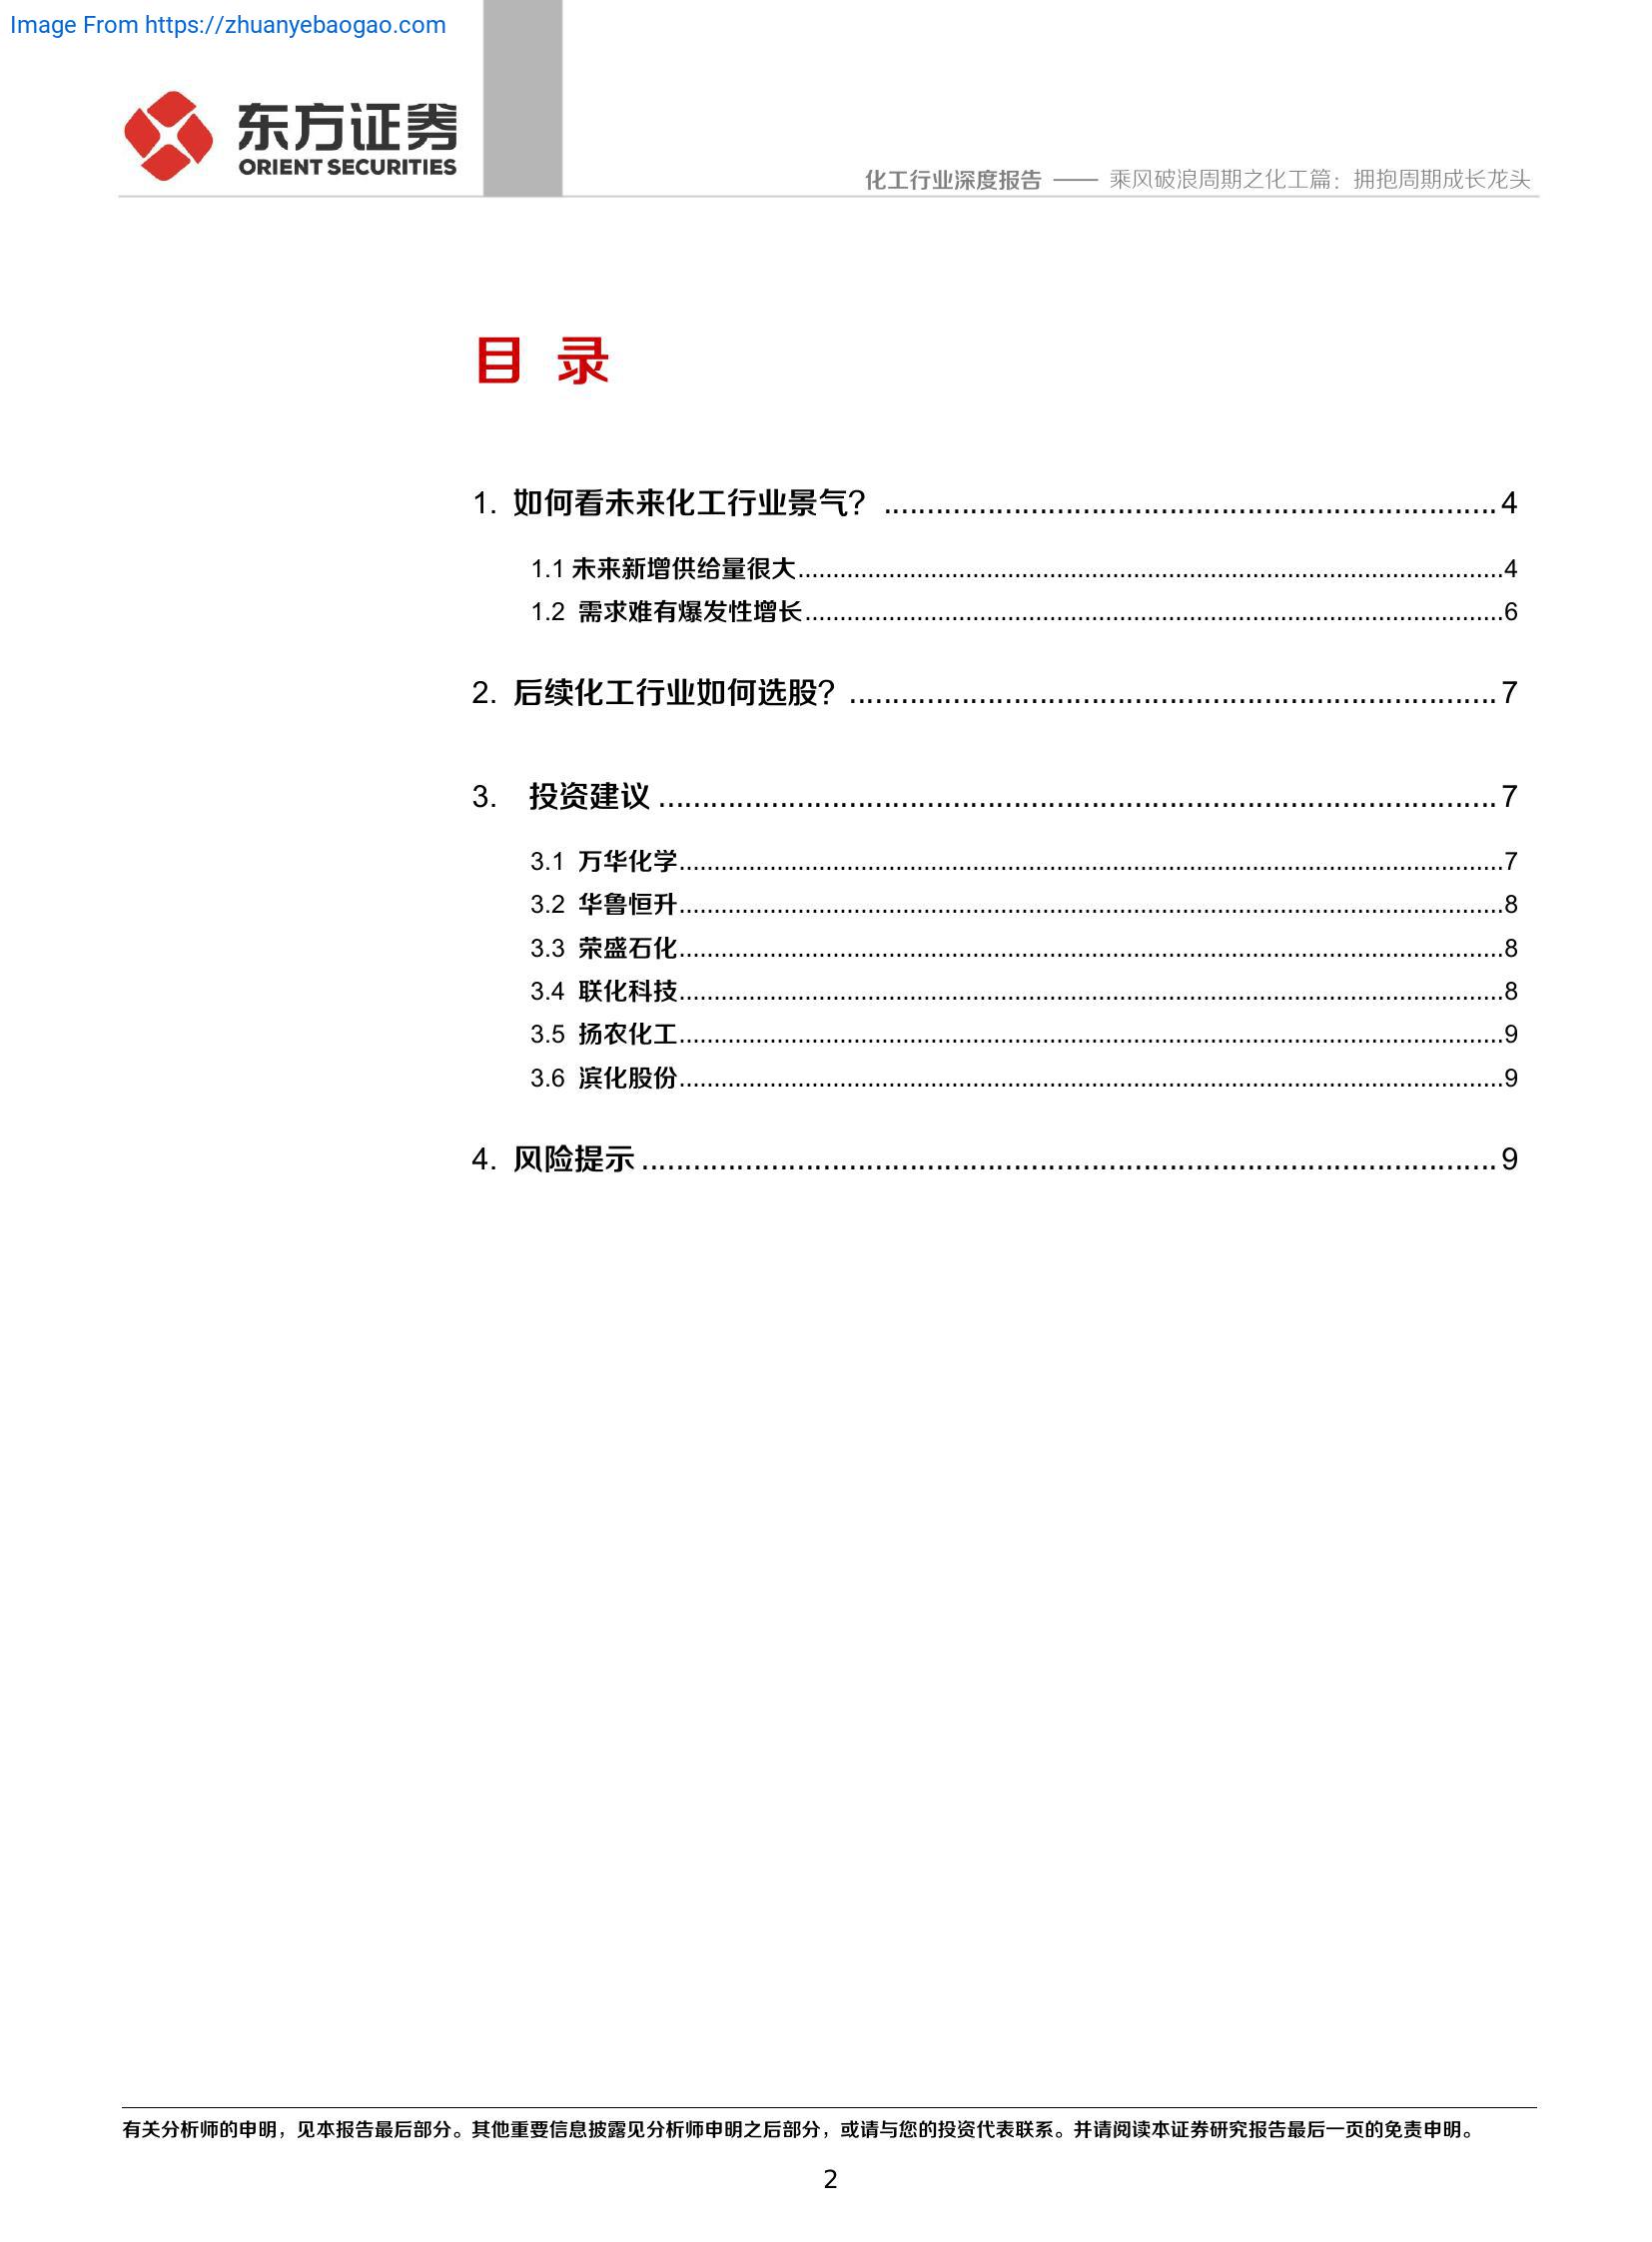 Image From https://zhuanyebaogao.com
东方证券
ORIENT SECURITIES
化工行业深度报告 —— 乘风破浪周期之化工篇：拥抱周期成长龙头
目 录
1. 如何看未来化工行业景气？ ........................................................................ 4
1.1 未来新增供给量很大....................................................................................................4
1.2 需求难有爆发性增长...................................................................................................6
2. 后续化工行业如何选股？ ............................................................................ 7
3. 投资建议 .................................................................................................. 7
3.1 万华化学.....................................................................................................................7
3.2 华鲁恒升.....................................................................................................................8
3.3 荣盛石化.....................................................................................................................8
3.4 联化科技.....................................................................................................................8
3.5 扬农化工.....................................................................................................................9
3.6 滨化股份.....................................................................................................................9
4. 风险提示 .................................................................................................... 9
有关分析师的申明，见本报告最后部分。其他重要信息披露见分析师申明之后部分，或请与您的投资代表联系。并请阅读本证券研究报告最后一页的免责申明。
2